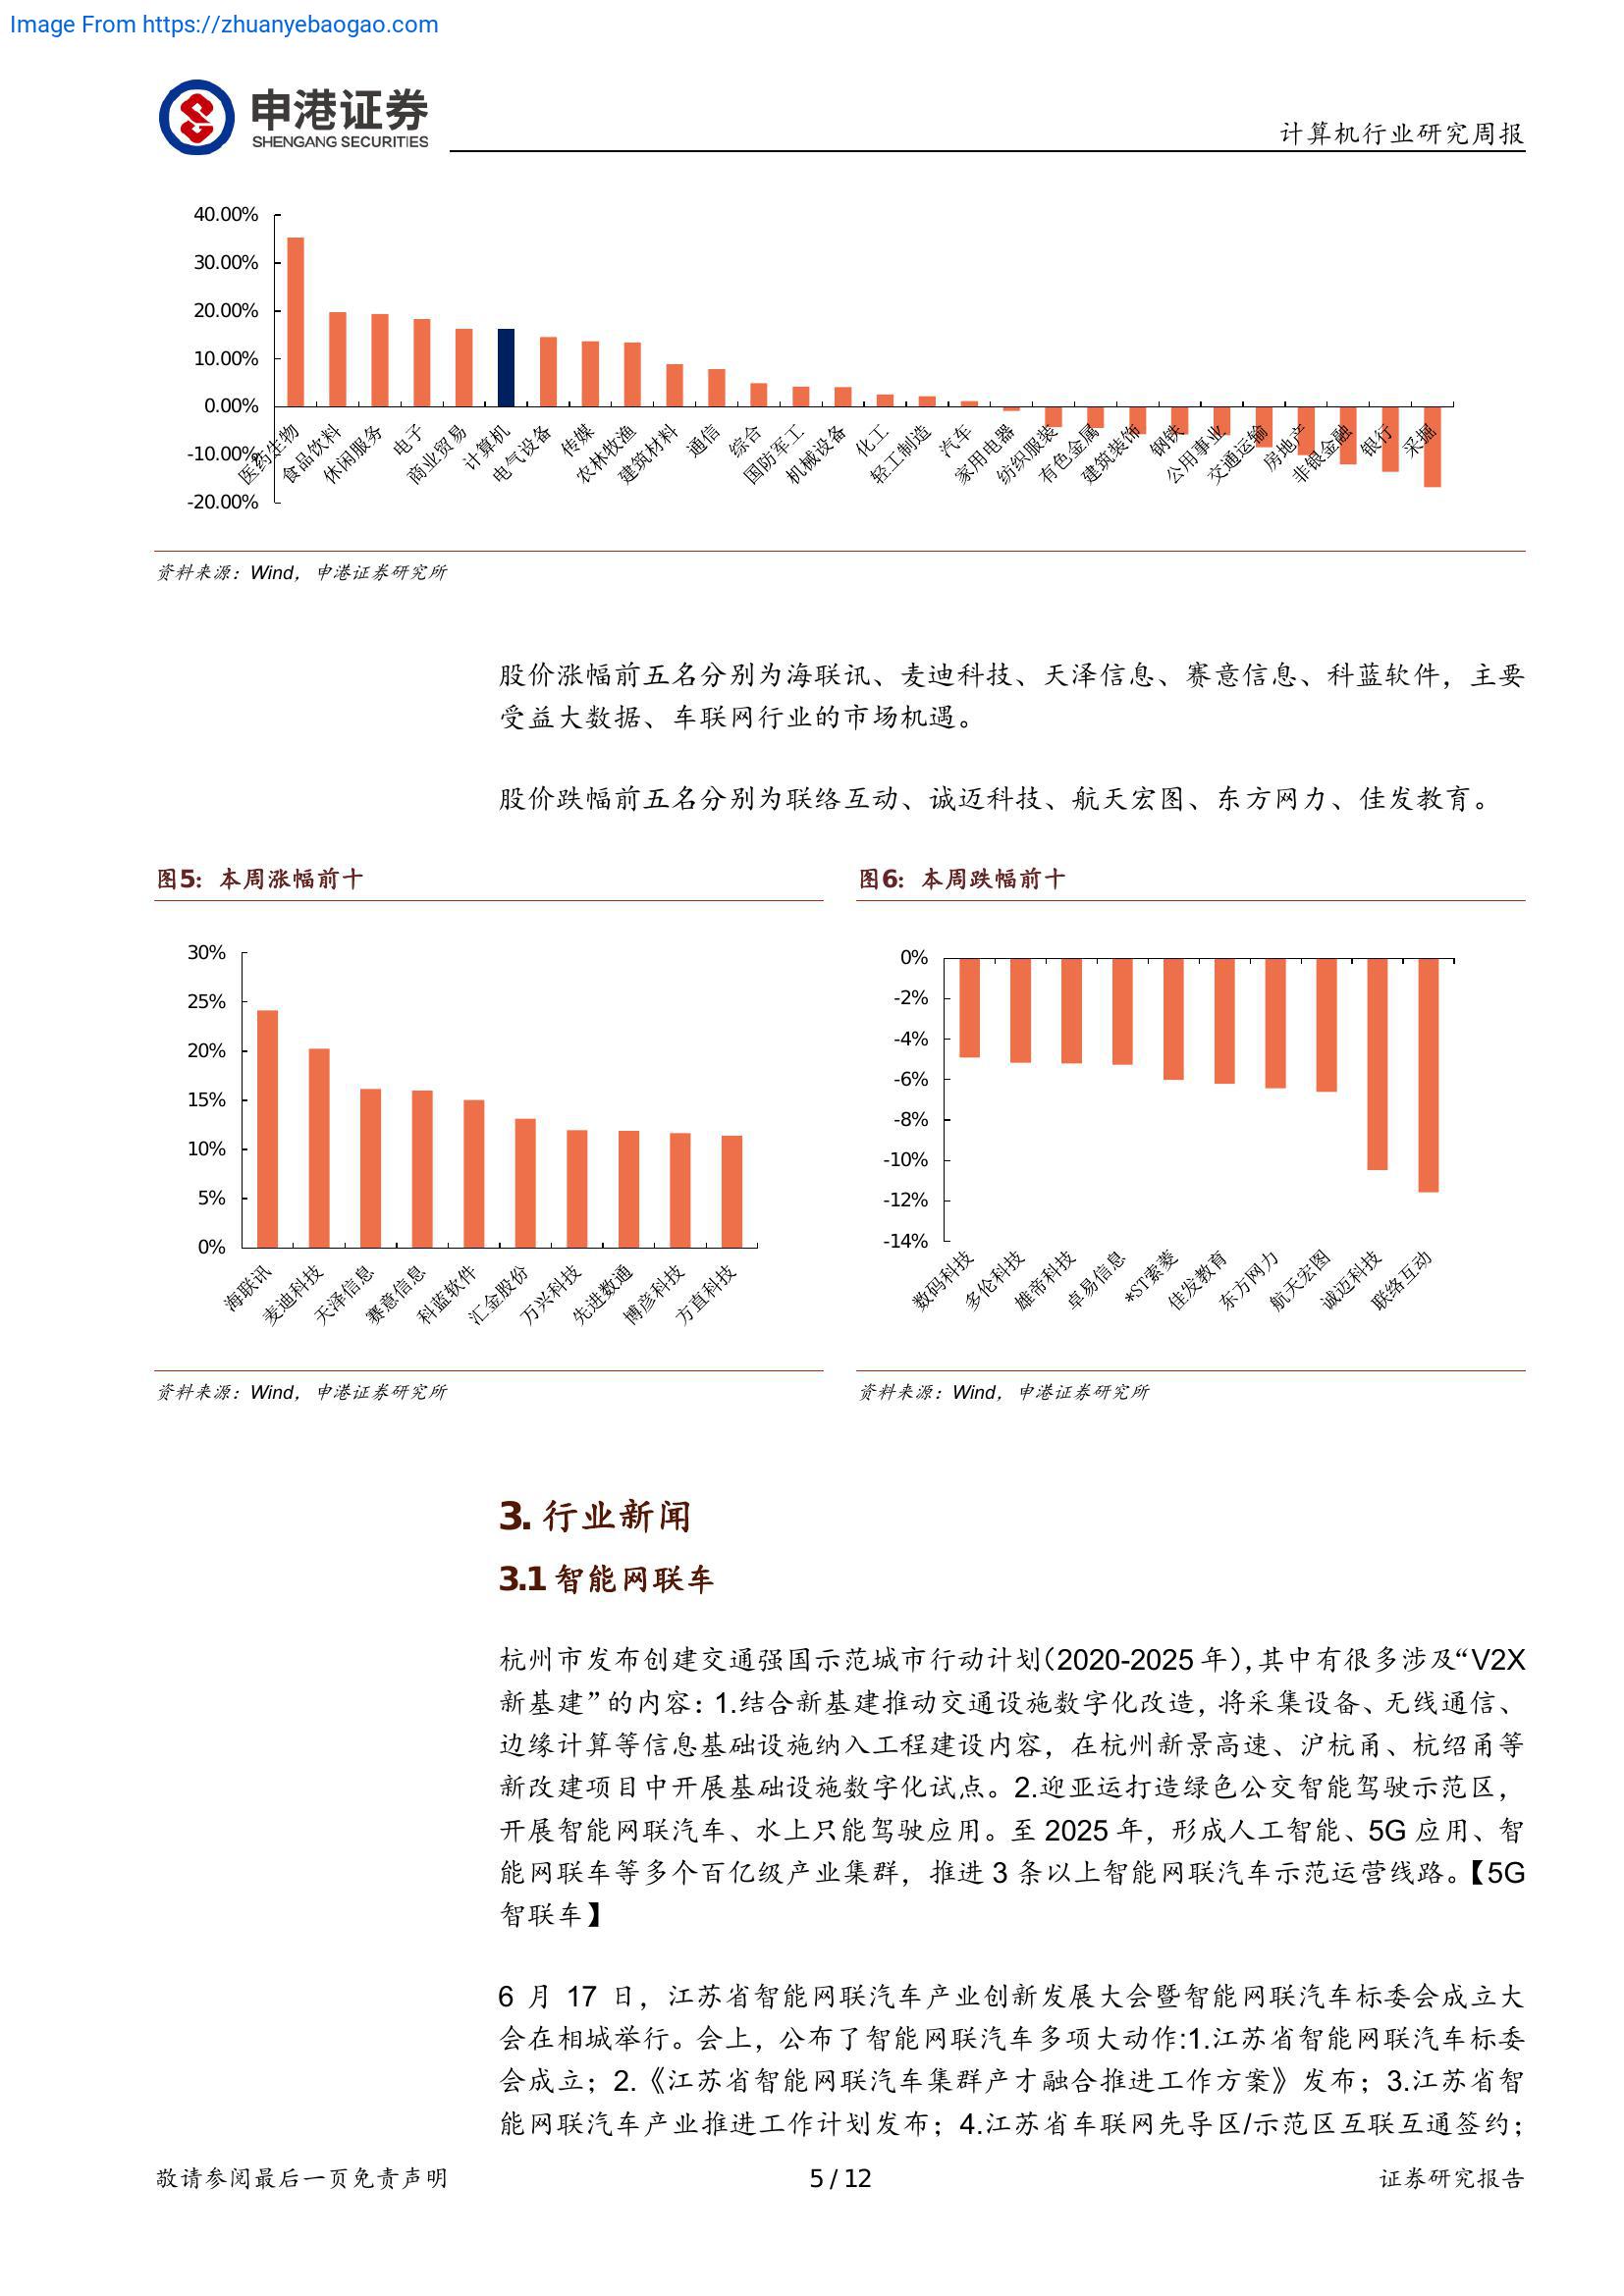 Image From https://zhuanyebaogao.com
申港证券
SHENGANG SECURITIES
计算机行业研究周报
40.00%
30.00%
20.00%
10.00%
0.00%
-10.00%
-20.00%
医药生物 食品饮料 休闲服务 电子 商业贸易 计算机 电气设备 传媒 农林牧渔 建筑材料 通信 综合 国防军工 机械设备 化工 轻工制造 汽车 家用电器 纺织服装 有色金属 建筑装饰 钢铁 公用事业 交通运输 房地产 非银金融 银行 采掘
资料来源：Wind，申港证券研究所
股价涨幅前五名分别为海联讯、麦迪科技、天泽信息、赛意信息、科蓝软件，主要
受益大数据、车联网行业的市场机遇。
股价跌幅前五名分别为联络互动、诚迈科技、航天宏图、东方网力、佳发教育。
图5：本周涨幅前十
30%
25%
20%
15%
10%
5%
0%
海联讯 麦迪科技 天泽信息 赛意信息 科蓝软件 汇金股份 万兴科技 先进数通 博彦科技 方直科技
资料来源：Wind，申港证券研究所
图6：本周跌幅前十
0%
-2%
-4%
-6%
-8%
-10%
-12%
-14%
数码科技 多伦科技 雄帝科技 卓易信息 *ST索菱 佳发教育 东方网力 航天宏图 诚迈科技 联络互动
资料来源：Wind，申港证券研究所
3. 行业新闻
3.1 智能网联车
杭州市发布创建交通强国示范城市行动计划（2020-2025 年），其中有很多涉及“V2X
新基建”的内容：1.结合新基建推动交通设施数字化改造，将采集设备、无线通信、
边缘计算等信息基础设施纳入工程建设内容，在杭州新景高速、沪杭甬、杭绍甬等
新改建项目中开展基础设施数字化试点。2.迎亚运打造绿色公交智能驾驶示范区，
开展智能网联汽车、水上只能驾驶应用。至 2025 年，形成人工智能、5G 应用、智
能网联车等多个百亿级产业集群，推进 3 条以上智能网联汽车示范运营线路。【5G
智联车】
6 月 17 日，江苏省智能网联汽车产业创新发展大会暨智能网联汽车标委会成立大
会在相城举行。会上，公布了智能网联汽车多项大动作:1.江苏省智能网联汽车标委
会成立；2.《江苏省智能网联汽车集群产才融合推进工作方案》发布；3.江苏省智
能网联汽车产业推进工作计划发布；4.江苏省车联网先导区/示范区互联互通签约；
敬请参阅最后一页免责声明
5 / 12
证券研究报告